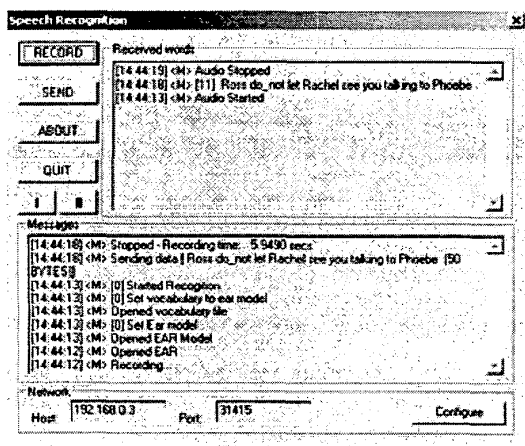 Speech Recognition
RECORD
SEND
ABOUT
QUIT
Received words
[14:44:19] <M> Audio Stopped
[14:44:18] <M> [11] Ross do_not let Rachel see you talking to Phoebe
[14:44:13] <M> Audio Started
Messages
[14:44:18] <M> Stopped - Recording time: 5.9490 secs
[14:44:18] <M> Sending data [ Ross do_not let Rachel see you talking to Phoebe (50
BYTES)]
[14:44:13] <M> [0] Started Recogition
[14:44:13] <M> [0] Set vocabulary to ear model
[14:44:13] <M> Opened vocabulary file
[14:44:13] <M> [0] Set Ear model
[14:44:13] <M> Opened EAR Model
[14:44:12] <M> Opened EAR
[14:44:12] <M> Recording
Network
Host: 192.168.0.3 Port: 31415 Configure